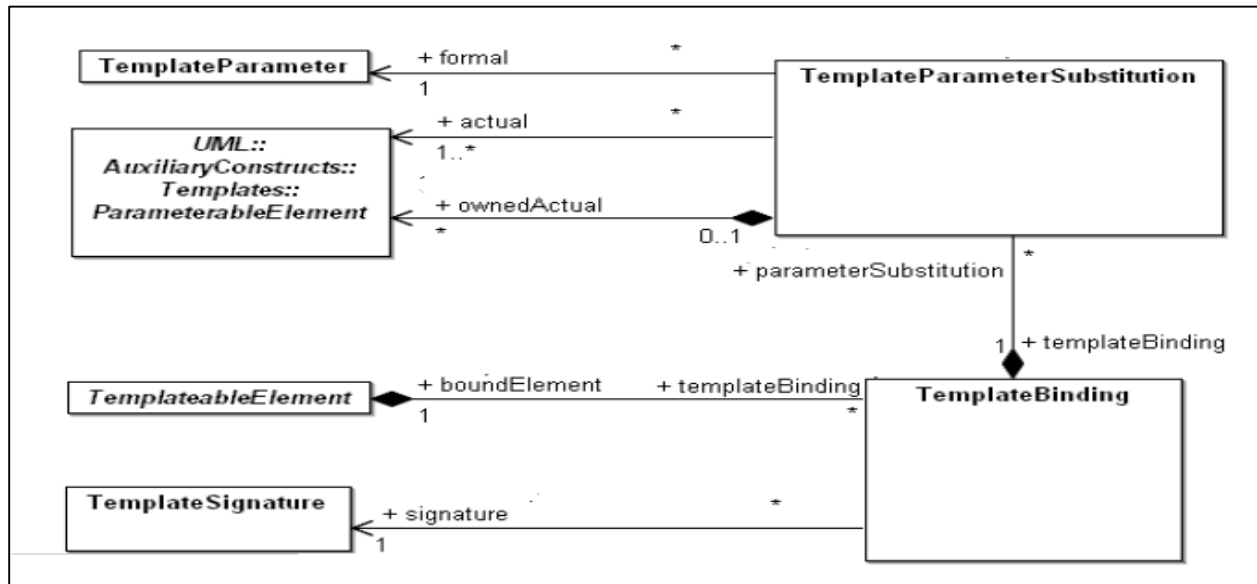 + formal
*
TemplateParameter
1
TemplateParameterSubstitution
+ actual
*
1..*
UML::
AuxiliaryConstructs::
Templates::
ParameterableElement
+ ownedActual
*
0..1
+ parameterSubstitution
*
1
+ templateBinding
TemplateableElement
+ boundElement
1
+ templateBinding
*
TemplateBinding
TemplateSignature
+ signature
1
*